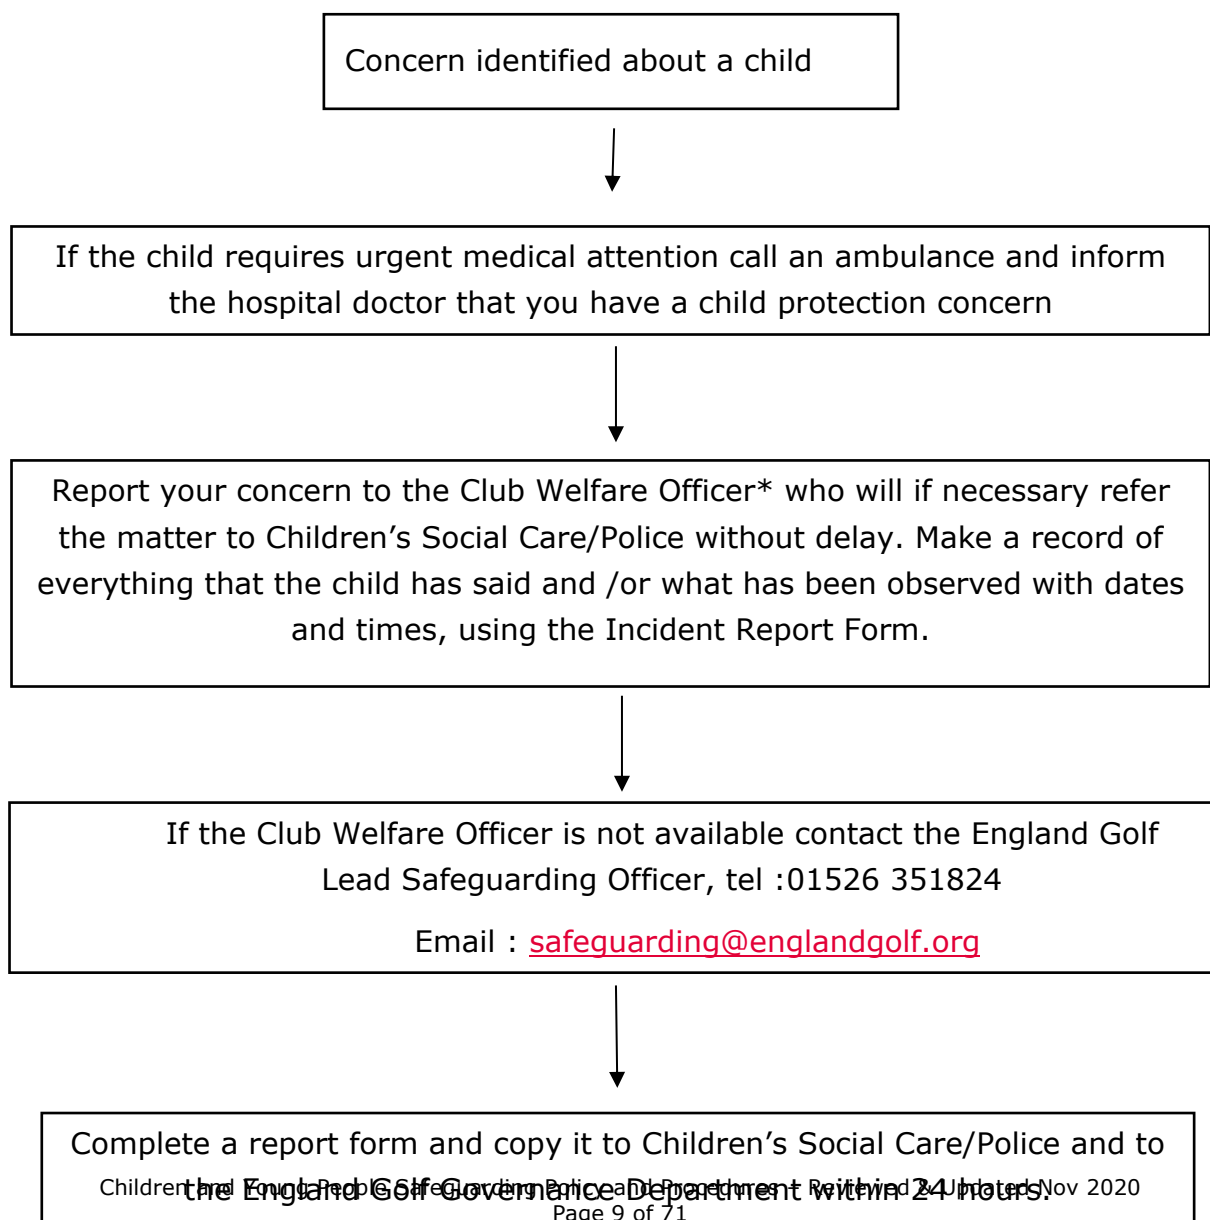 Concern identified about a child
If the child requires urgent medical attention call an ambulance and inform
the hospital doctor that you have a child protection concern
Report your concern to the Club Welfare Officer* who will if necessary refer
the matter to Children’s Social Care/Police without delay. Make a record of
everything that the child has said and /or what has been observed with dates
and times, using the Incident Report Form.
If the Club Welfare Officer is not available contact the England Golf
Lead Safeguarding Officer, tel :01526 351824
Email : safeguarding@englandgolf.org
Complete a report form and copy it to Children’s Social Care/Police and to
the England Golf Governance Department within 24 hours.
Children and Young People Safeguarding Policy and Procedures – Reviewed & Updated Nov 2020
Page 9 of 71